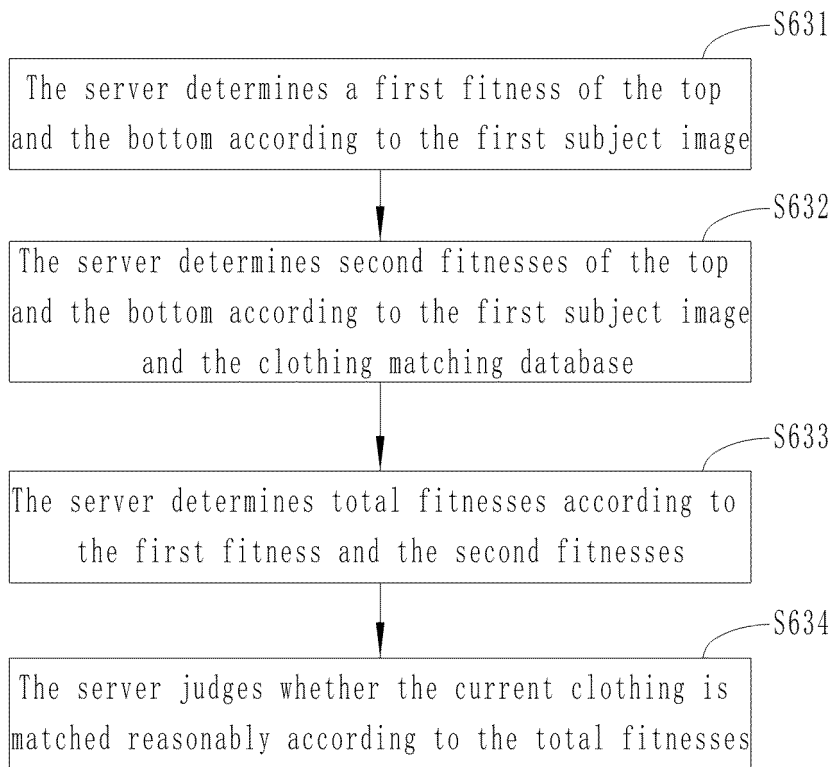 S631
The server determines a first fitness of the top
and the bottom according to the first subject image
S632
The server determines second fitnesses of the top
and the bottom according to the first subject image
and the clothing matching database
S633
The server determines total fitnesses according to
the first fitness and the second fitnesses
S634
The server judges whether the current clothing is
matched reasonably according to the total fitnesses